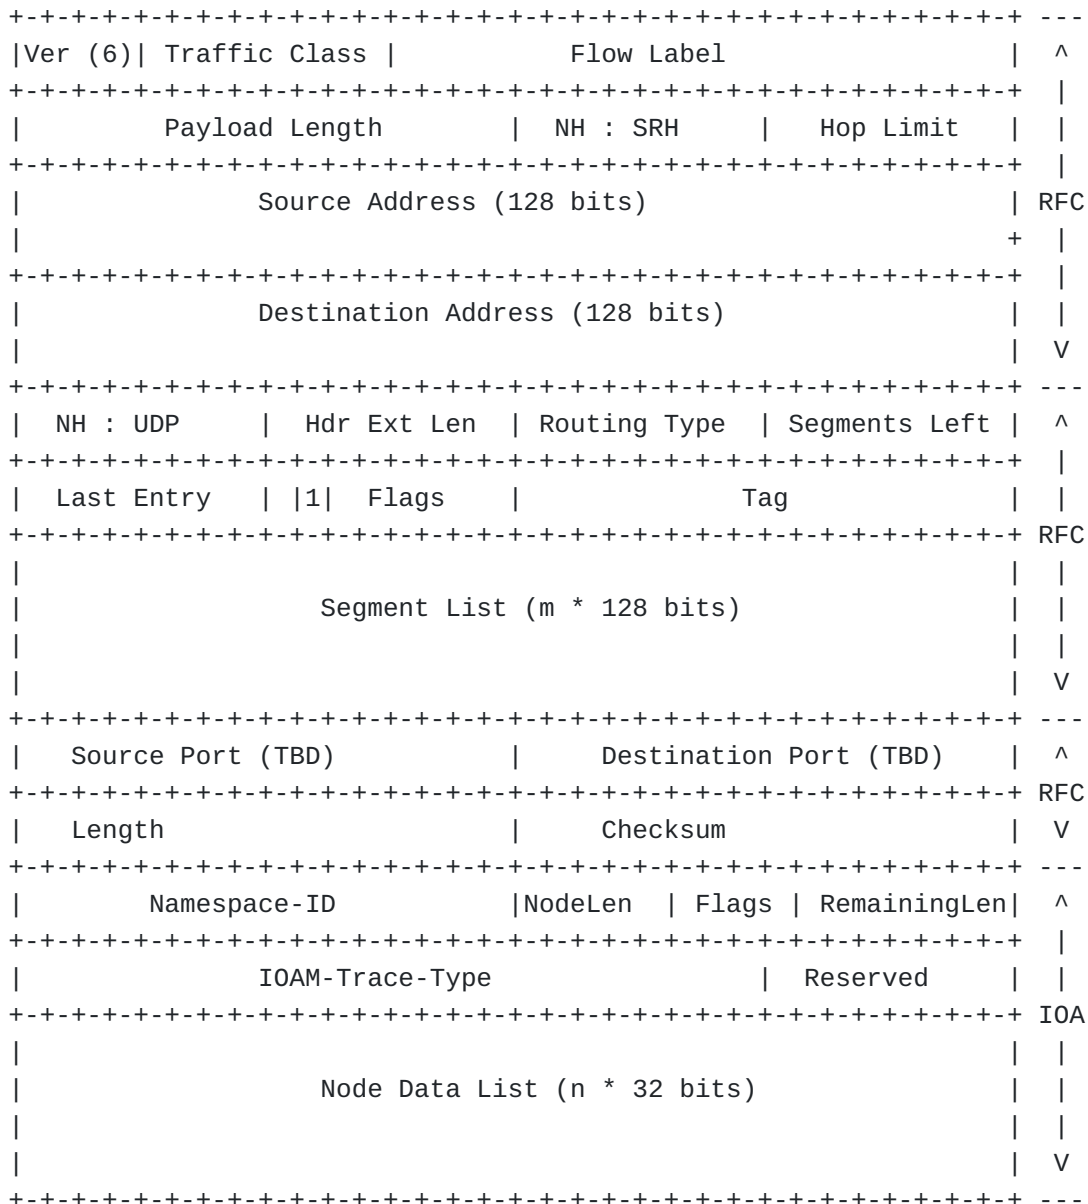 +-+-+-+-+-+-+-+-+-+-+-+-+-+-+-+-+-+-+-+-+-+-+-+-+-+-+-+-+-+-+-+-+ ---
|Ver (6)| Traffic Class |           Flow Label                  |  ^
+-+-+-+-+-+-+-+-+-+-+-+-+-+-+-+-+-+-+-+-+-+-+-+-+-+-+-+-+-+-+-+-+  |
|         Payload Length        |  NH : SRH     |   Hop Limit   |  |
+-+-+-+-+-+-+-+-+-+-+-+-+-+-+-+-+-+-+-+-+-+-+-+-+-+-+-+-+-+-+-+-+  |
|               Source Address (128 bits)                       | RFC
|                                                               +  |
+-+-+-+-+-+-+-+-+-+-+-+-+-+-+-+-+-+-+-+-+-+-+-+-+-+-+-+-+-+-+-+-+  |
|               Destination Address (128 bits)                  |  |
|                                                               |  V
+-+-+-+-+-+-+-+-+-+-+-+-+-+-+-+-+-+-+-+-+-+-+-+-+-+-+-+-+-+-+-+-+ ---
|  NH : UDP     |  Hdr Ext Len  | Routing Type  | Segments Left |  ^
+-+-+-+-+-+-+-+-+-+-+-+-+-+-+-+-+-+-+-+-+-+-+-+-+-+-+-+-+-+-+-+-+  |
|  Last Entry   | |1|  Flags    |              Tag              |  |
+-+-+-+-+-+-+-+-+-+-+-+-+-+-+-+-+-+-+-+-+-+-+-+-+-+-+-+-+-+-+-+-+ RFC
|                                                               |  |
|                   Segment List (m * 128 bits)                 |  |
|                                                               |  |
|                                                               |  V
+-+-+-+-+-+-+-+-+-+-+-+-+-+-+-+-+-+-+-+-+-+-+-+-+-+-+-+-+-+-+-+-+ ---
|   Source Port (TBD)           |     Destination Port (TBD)    |  ^
+-+-+-+-+-+-+-+-+-+-+-+-+-+-+-+-+-+-+-+-+-+-+-+-+-+-+-+-+-+-+-+-+ RFC
|   Length                      |     Checksum                  |  V
+-+-+-+-+-+-+-+-+-+-+-+-+-+-+-+-+-+-+-+-+-+-+-+-+-+-+-+-+-+-+-+-+ ---
|        Namespace-ID           |NodeLen  | Flags | RemainingLen|  ^
+-+-+-+-+-+-+-+-+-+-+-+-+-+-+-+-+-+-+-+-+-+-+-+-+-+-+-+-+-+-+-+-+  |
|               IOAM-Trace-Type                 |  Reserved     |  |
+-+-+-+-+-+-+-+-+-+-+-+-+-+-+-+-+-+-+-+-+-+-+-+-+-+-+-+-+-+-+-+-+ IOA
|                                                               |  |
|                   Node Data List (n * 32 bits)                |  |
|                                                               |  |
|                                                               |  V
+-+-+-+-+-+-+-+-+-+-+-+-+-+-+-+-+-+-+-+-+-+-+-+-+-+-+-+-+-+-+-+-+ ---